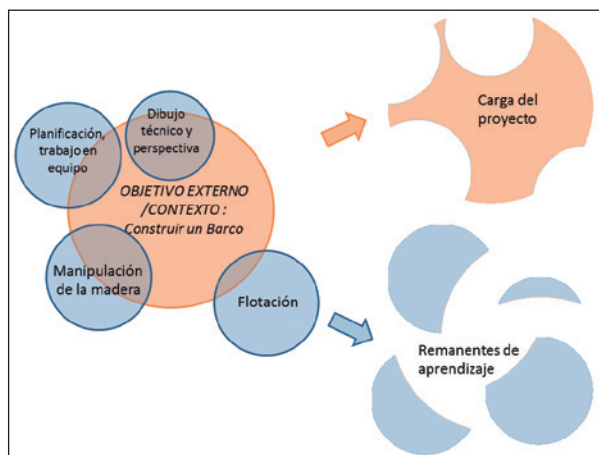 Planificación,
trabajo en
equipo
Dibujo
técnico y
perspectiva
OBJETIVO EXTERNO
/CONTEXTO :
Construir un Barco
Manipulación
de la madera
Flotación
Carga del
proyecto
Remanentes de
aprendizaje